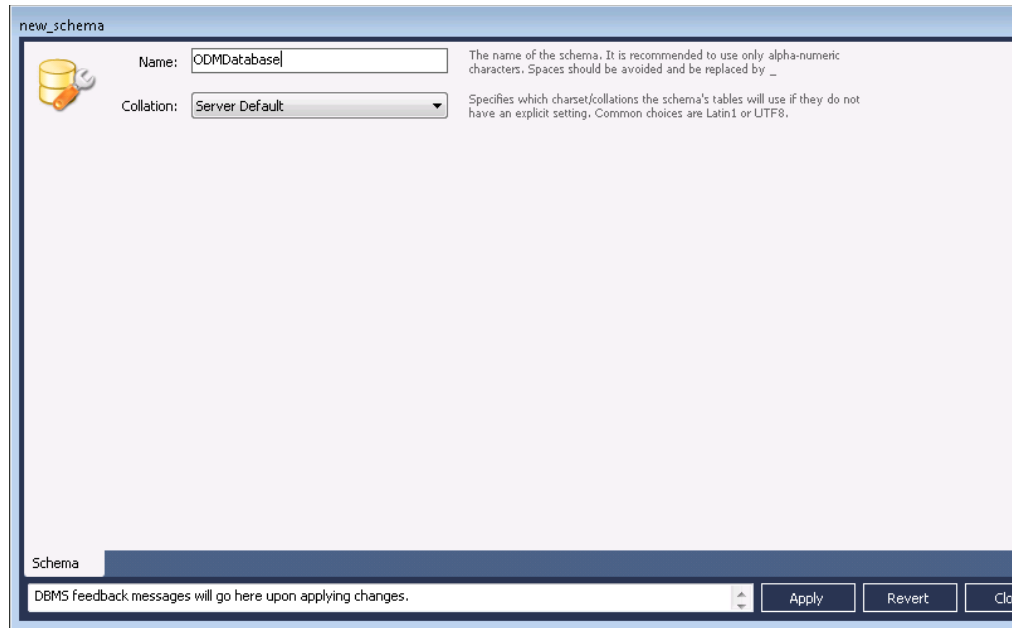 new_schema
Name:
ODMDatabase
The name of the schema. It is recommended to use only alpha-numeric
characters. Spaces should be avoided and be replaced by _
Collation:
Server Default
Specifies which charset/collations the schema's tables will use if they do not
have an explicit setting. Common choices are Latin1 or UTF8.
Schema
DBMS feedback messages will go here upon applying changes.
Apply
Revert
Clo